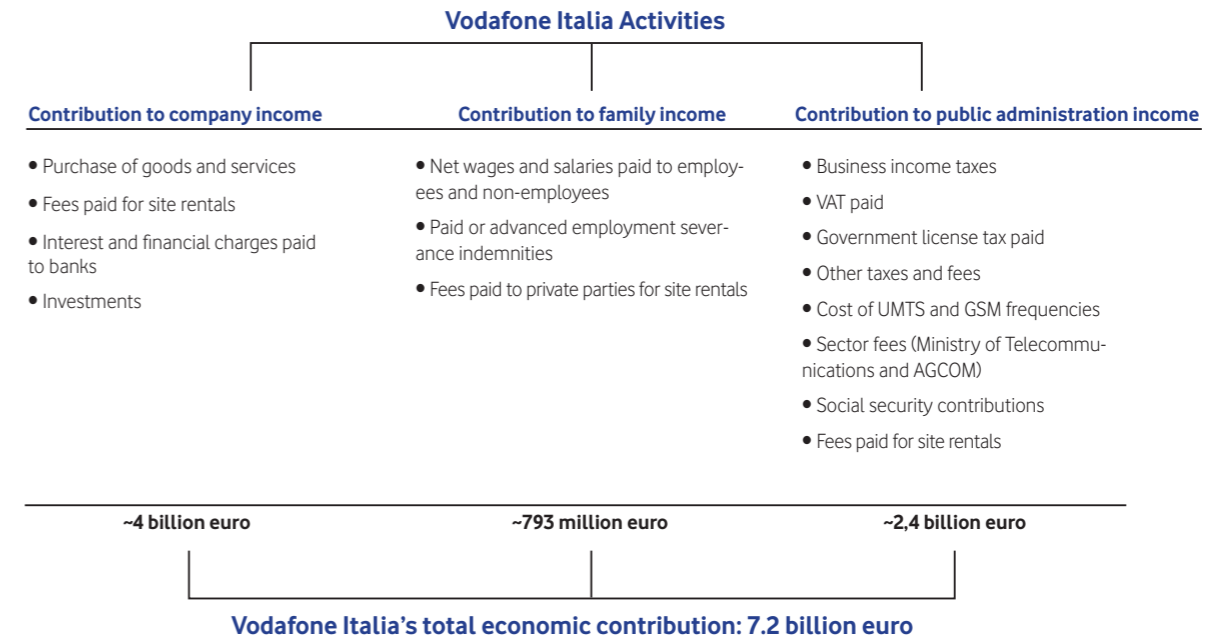 Vodafone Italia Activities
Contribution to company income
• Purchase of goods and services
• Fees paid for site rentals
• Interest and financial charges paid
to banks
• Investments
Contribution to family income
• Net wages and salaries paid to employ-
ees and non-employees
• Paid or advanced employment sever-
ance indemnities
• Fees paid to private parties for site rentals
Contribution to public administration income
• Business income taxes
• VAT paid
• Government license tax paid
• Other taxes and fees
• Cost of UMTS and GSM frequencies
• Sector fees (Ministry of Telecommu-
nications and AGCOM)
• Social security contributions
• Fees paid for site rentals
~4 billion euro
~793 million euro
~2,4 billion euro
Vodafone Italia’s total economic contribution: 7.2 billion euro